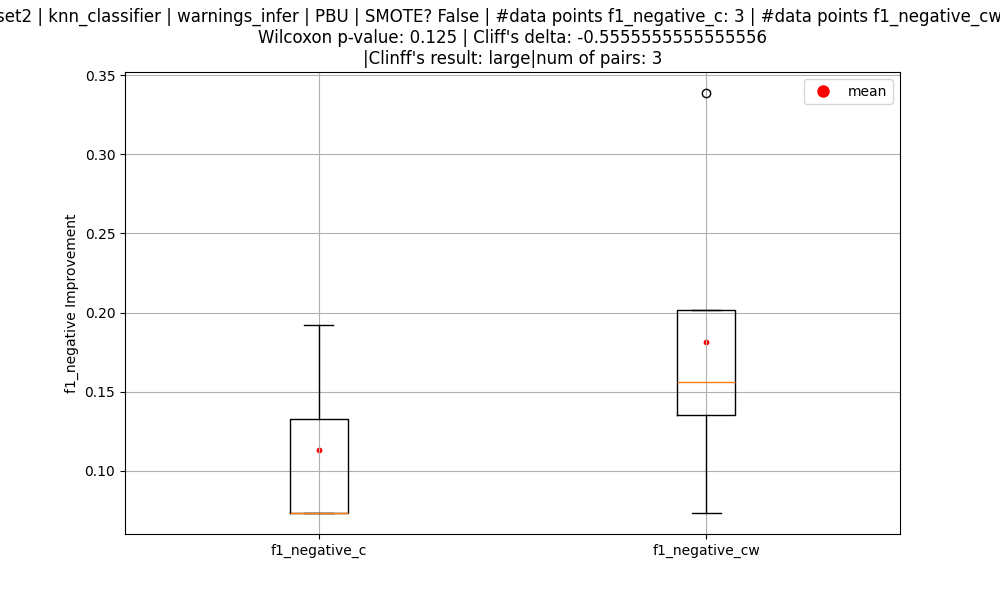 set2 | knn_classifier | warnings_infer | PBU | SMOTE? False | #data points f1_negative_c: 3 | #data points f1_negative_cw
Wilcoxon p-value: 0.125 | Cliff's delta: -0.5555555555555556
|Clinff's result: large|num of pairs: 3
0.35
mean
0.30
0.25
0.20
0.15
0.10
f1_negative Improvement
f1_negative_c
f1_negative_cw